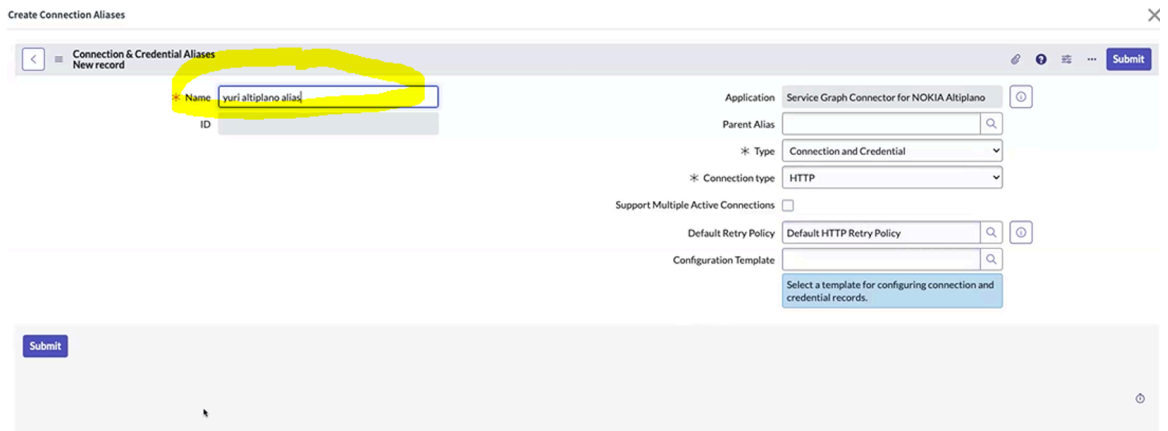 Create Connection Aliases
Connection & Credential Aliases
New record
Submit
Name
yuri altiplano alias
ID
Application
Service Graph Connector for NOKIA Altiplano
Parent Alias
Type
Connection and Credential
Connection type
HTTP
Support Multiple Active Connections
Default Retry Policy
Default HTTP Retry Policy
Configuration Template
Select a template for configuring connection and
credential records.
Submit